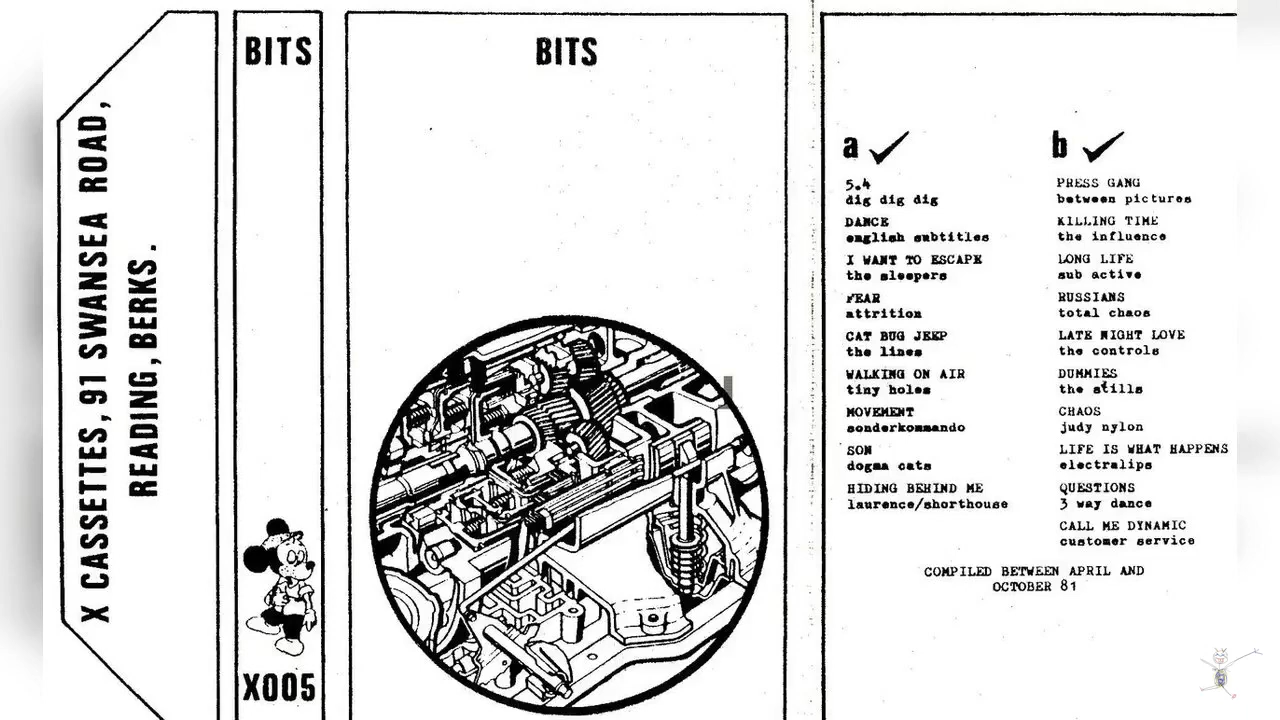 X CASSETTES, 91 SWANSEA ROAD,
READING, BERKS.
BITS
X005
BITS
a
5.4
dig dig dig
DANCE
english subtitles
I WANT TO ESCAPE
the sleepers
FEAR
attrition
CAT BUG JEEP
the lines
WALKING ON AIR
tiny holes
MOVEMENT
sonderkommando
SON
dogma cats
HIDING BEHIND ME
laurence/shorthouse
b
PRESS GANG
between pictures
KILLING TIME
the influence
LONG LIFE
sub active
RUSSIANS
total chaos
LATE NIGHT LOVE
the controls
DUMMIES
the stills
CHAOS
judy nylon
LIFE IS WHAT HAPPENS
electralips
QUESTIONS
3 way dance
CALL ME DYNAMIC
customer service
COMPILED BETWEEN APRIL AND
OCTOBER 81